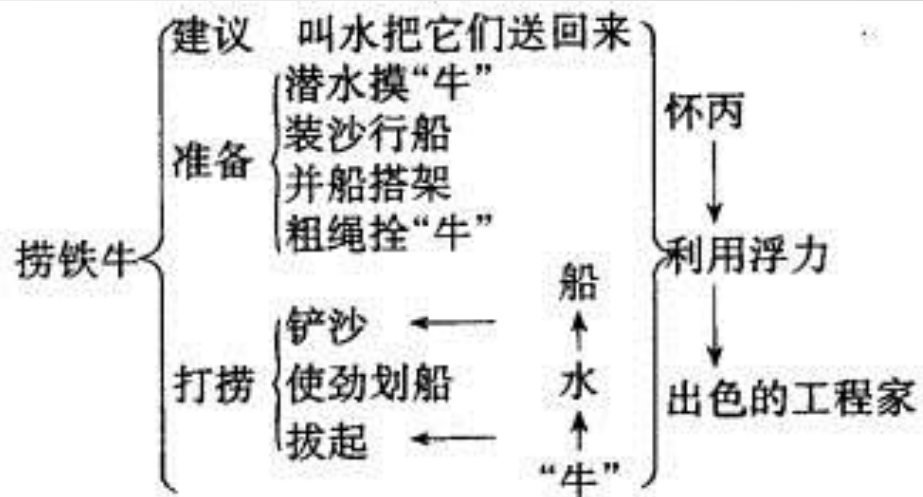 建议 叫水把它们送回来
潜水摸“牛”
怀丙
装沙行船
准备
并船搭架
粗绳拴“牛”
捞铁牛
利用浮力
船
铲沙
打捞
使劲划船
水
出色的工程家
拔起
“牛”